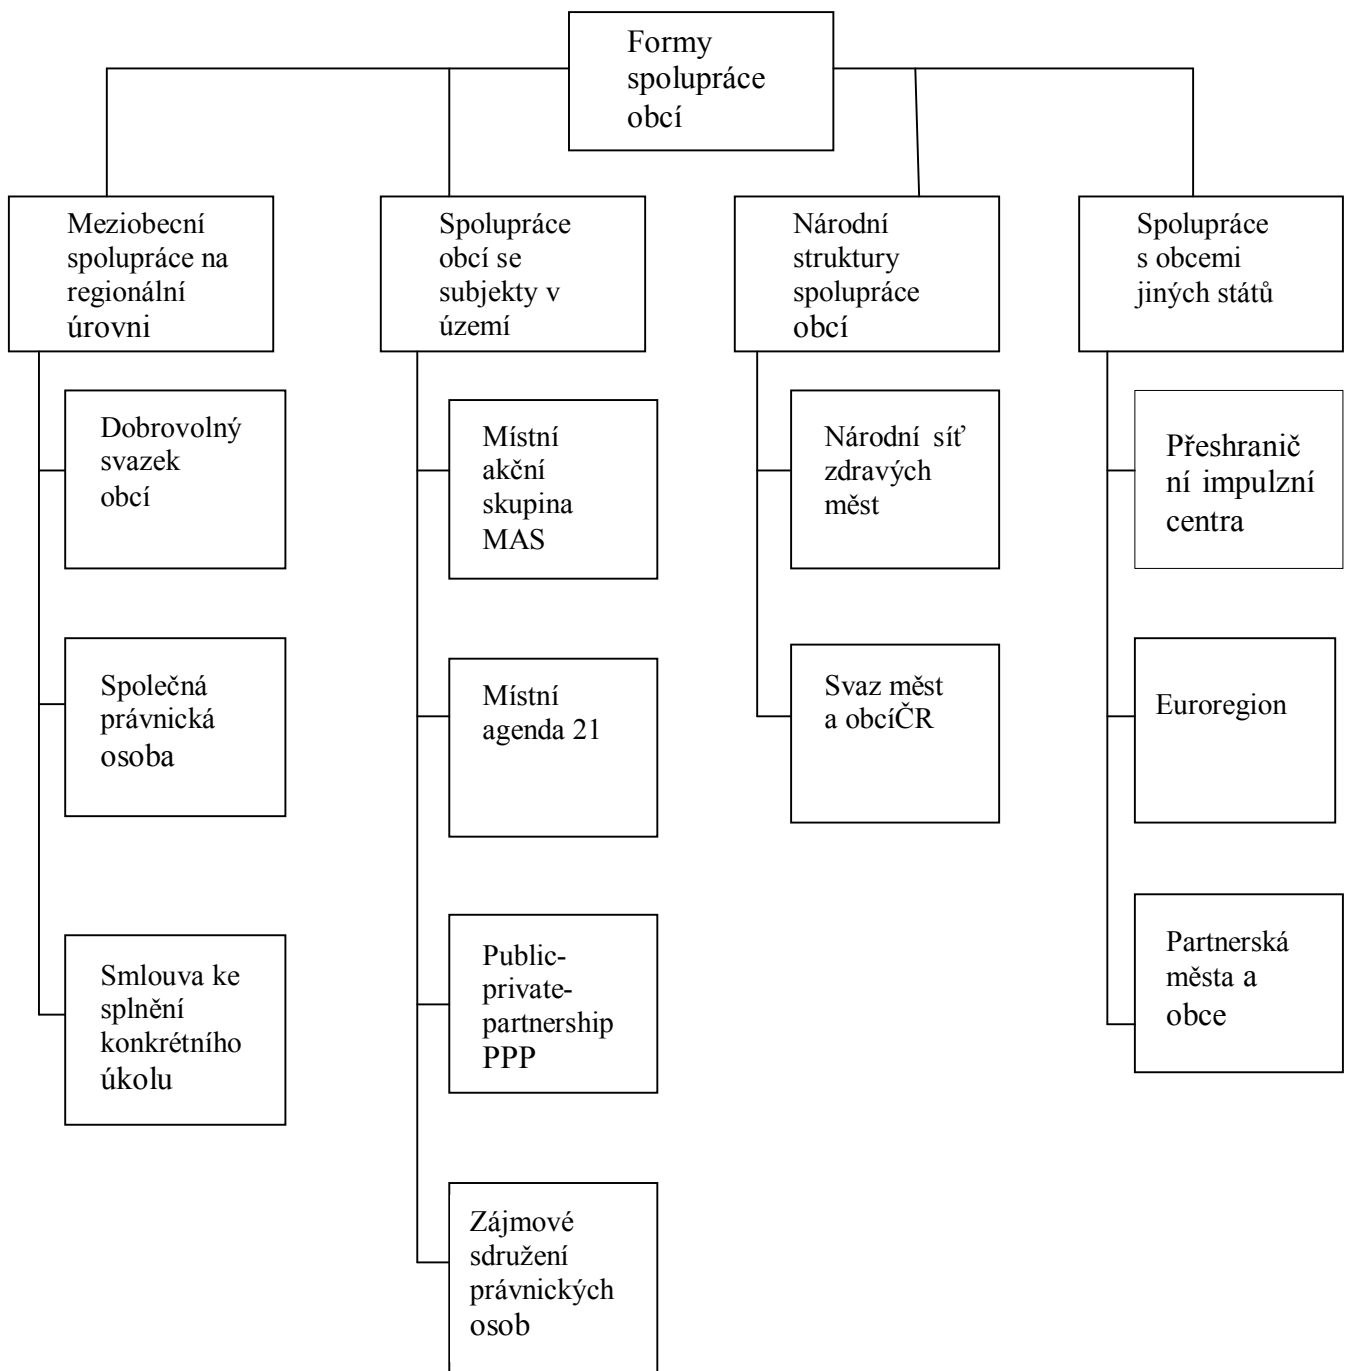 Formy
spolupráce
obcí
Meziobecní
spolupráce na
regionální
úrovni
Spolupráce
obcí se
subjekty v
území
Národní
struktury
spolupráce
obcí
Spolupráce
s obcemi
jiných států
Dobrovolný
svazek
obcí
Společná
právnická
osoba
Smlouva ke
splnění
konkrétního
úkolu
Místní
akční
skupina
MAS
Místní
agenda 21
Public-
private-
partnership
PPP
Zájmové
sdružení
právnických
osob
Národní síť
zdravých
měst
Svaz měst
a obcíČR
Přeshranič
ní impulzní
centra
Euroregion
Partnerská
města a
obce